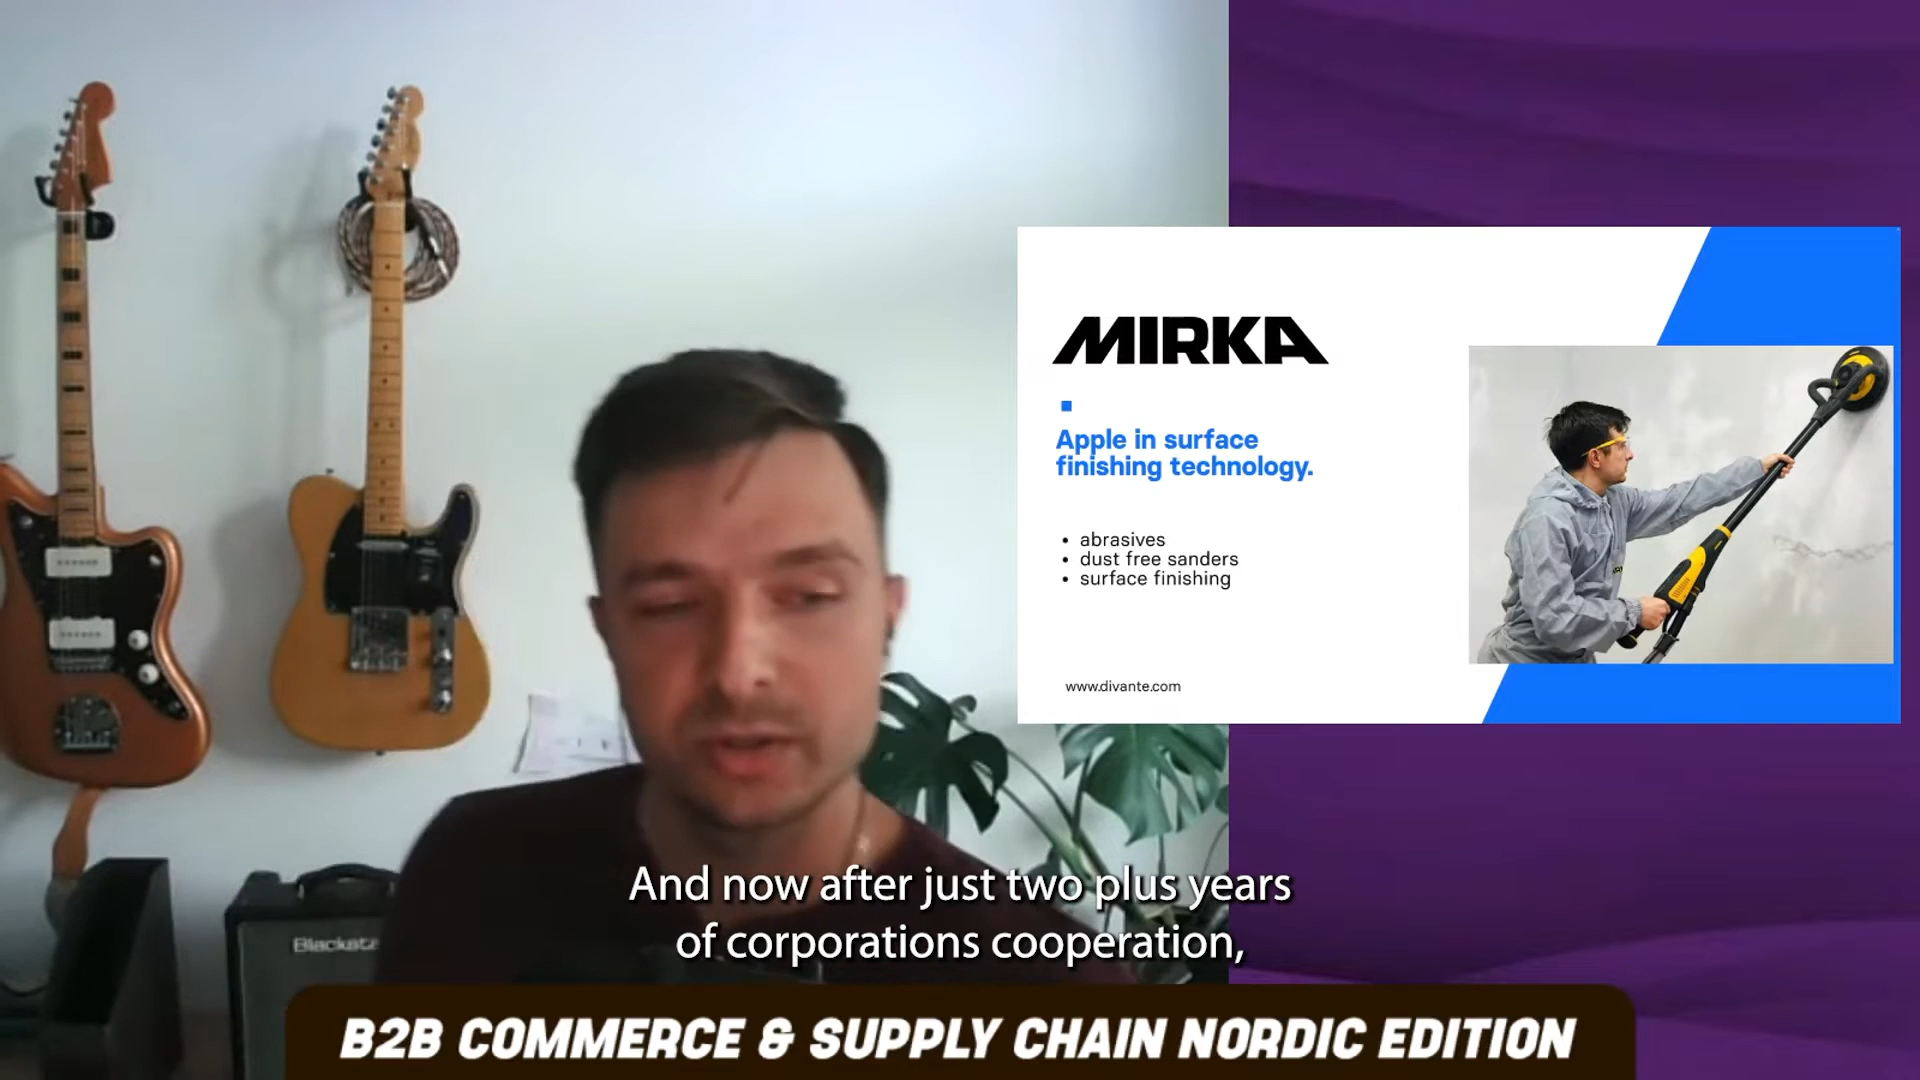 MIRKA
Apple in surface
finishing technology.
• abrasives
• dust free sanders
• surface finishing
www.divante.com
And now after just two plus years
of corporations cooperation,
B2B COMMERCE & SUPPLY CHAIN NORDIC EDITION